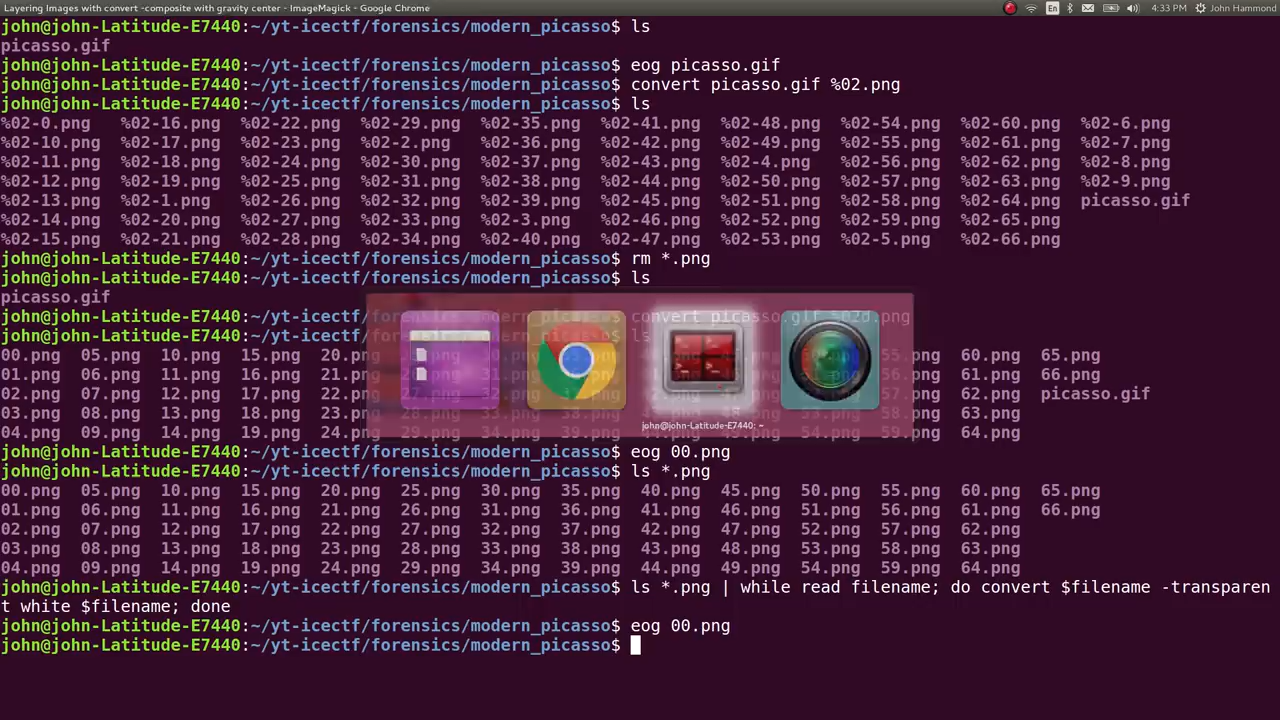 Layering Images with convert -composite with gravity center - ImageMagick - Google Chrome
En
4:33 PM
John Hammond
john@john-Latitude-E7440:~/yt-icectf/forensics/modern_picasso$ ls
picasso.gif
john@john-Latitude-E7440:~/yt-icectf/forensics/modern_picasso$ eog picasso.gif
john@john-Latitude-E7440:~/yt-icectf/forensics/modern_picasso$ convert picasso.gif %02.png
john@john-Latitude-E7440:~/yt-icectf/forensics/modern_picasso$ ls
%02-0.png %02-16.png %02-22.png %02-29.png %02-35.png %02-41.png %02-48.png %02-54.png %02-60.png %02-6.png
%02-10.png %02-17.png %02-23.png %02-2.png %02-36.png %02-42.png %02-49.png %02-55.png %02-61.png %02-7.png
%02-11.png %02-18.png %02-24.png %02-30.png %02-37.png %02-43.png %02-4.png %02-56.png %02-62.png %02-8.png
%02-12.png %02-19.png %02-25.png %02-31.png %02-38.png %02-44.png %02-50.png %02-57.png %02-63.png %02-9.png
%02-13.png %02-1.png %02-26.png %02-32.png %02-39.png %02-45.png %02-51.png %02-58.png %02-64.png picasso.gif
%02-14.png %02-20.png %02-27.png %02-33.png %02-3.png %02-46.png %02-52.png %02-59.png %02-65.png
%02-15.png %02-21.png %02-28.png %02-34.png %02-40.png %02-47.png %02-53.png %02-5.png %02-66.png
john@john-Latitude-E7440:~/yt-icectf/forensics/modern_picasso$ rm *.png
john@john-Latitude-E7440:~/yt-icectf/forensics/modern_picasso$ ls
picasso.gif
john@john-Latitude-E7440:~/yt-icectf/forensics/modern_picasso$ convert picasso.gif %02d.png
john@john-Latitude-E7440:~/yt-icectf/forensics/modern_picasso$ ls
00.png 05.png 10.png 15.png 20.png 60.png 65.png
01.png 06.png 11.png 16.png 21.png 61.png 66.png
02.png 07.png 12.png 17.png 22.png 57.png 62.png picasso.gif
03.png 08.png 13.png 18.png 23.png 28.png 58.png 63.png
04.png 09.png 14.png 19.png 24.png 59.png 64.png
john@john-Latitude-E7440: ~
john@john-Latitude-E7440:~/yt-icectf/forensics/modern_picasso$ eog 00.png
john@john-Latitude-E7440:~/yt-icectf/forensics/modern_picasso$ ls *.png
00.png 05.png 10.png 15.png 20.png 25.png 30.png 35.png 40.png 45.png 50.png 55.png 60.png 65.png
01.png 06.png 11.png 16.png 21.png 26.png 31.png 36.png 41.png 46.png 51.png 56.png 61.png 66.png
02.png 07.png 12.png 17.png 22.png 27.png 32.png 37.png 42.png 47.png 52.png 57.png 62.png
03.png 08.png 13.png 18.png 23.png 28.png 33.png 38.png 43.png 48.png 53.png 58.png 63.png
04.png 09.png 14.png 19.png 24.png 29.png 34.png 39.png 44.png 49.png 54.png 59.png 64.png
john@john-Latitude-E7440:~/yt-icectf/forensics/modern_picasso$ ls *.png | while read filename; do convert $filename -transparen
t white $filename; done
john@john-Latitude-E7440:~/yt-icectf/forensics/modern_picasso$ eog 00.png
john@john-Latitude-E7440:~/yt-icectf/forensics/modern_picasso$